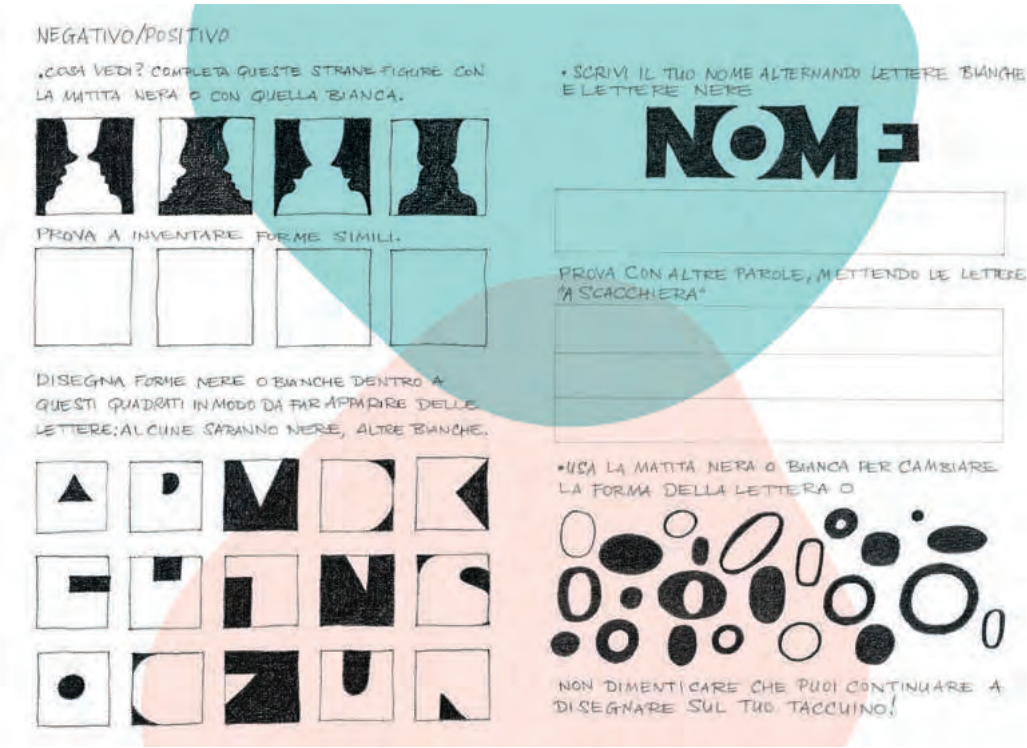 NEGATIVO/POSITIVO
.COSA VEDI? COMPLETA QUESTE STRANE FIGURE CON
LA MATITA NERA O CON QUELLA BIANCA.
PROVA A INVENTARE FORME SIMILI.
DISEGNA FORME NERE O BIANCHE DENTRO A
QUESTI QUADRATI IN MODO DA FAR APPARIRE DELLE
LETTERE: ALCUNE SARANNO NERE, ALTRE BIANCHE.
• SCRIVI IL TUO NOME ALTERNANDO LETTERE BIANCHE
E LETTERE NERE
NOME
PROVA CON ALTRE PAROLE, METTENDO LE LETTERE
"A SCACCHIERA"
•USA LA MATITA NERA O BIANCA PER CAMBIARE
LA FORMA DELLA LETTERA O
NON DIMENTICARE CHE PUOI CONTINUARE A
DISEGNARE SUL TUO TACCUINO!